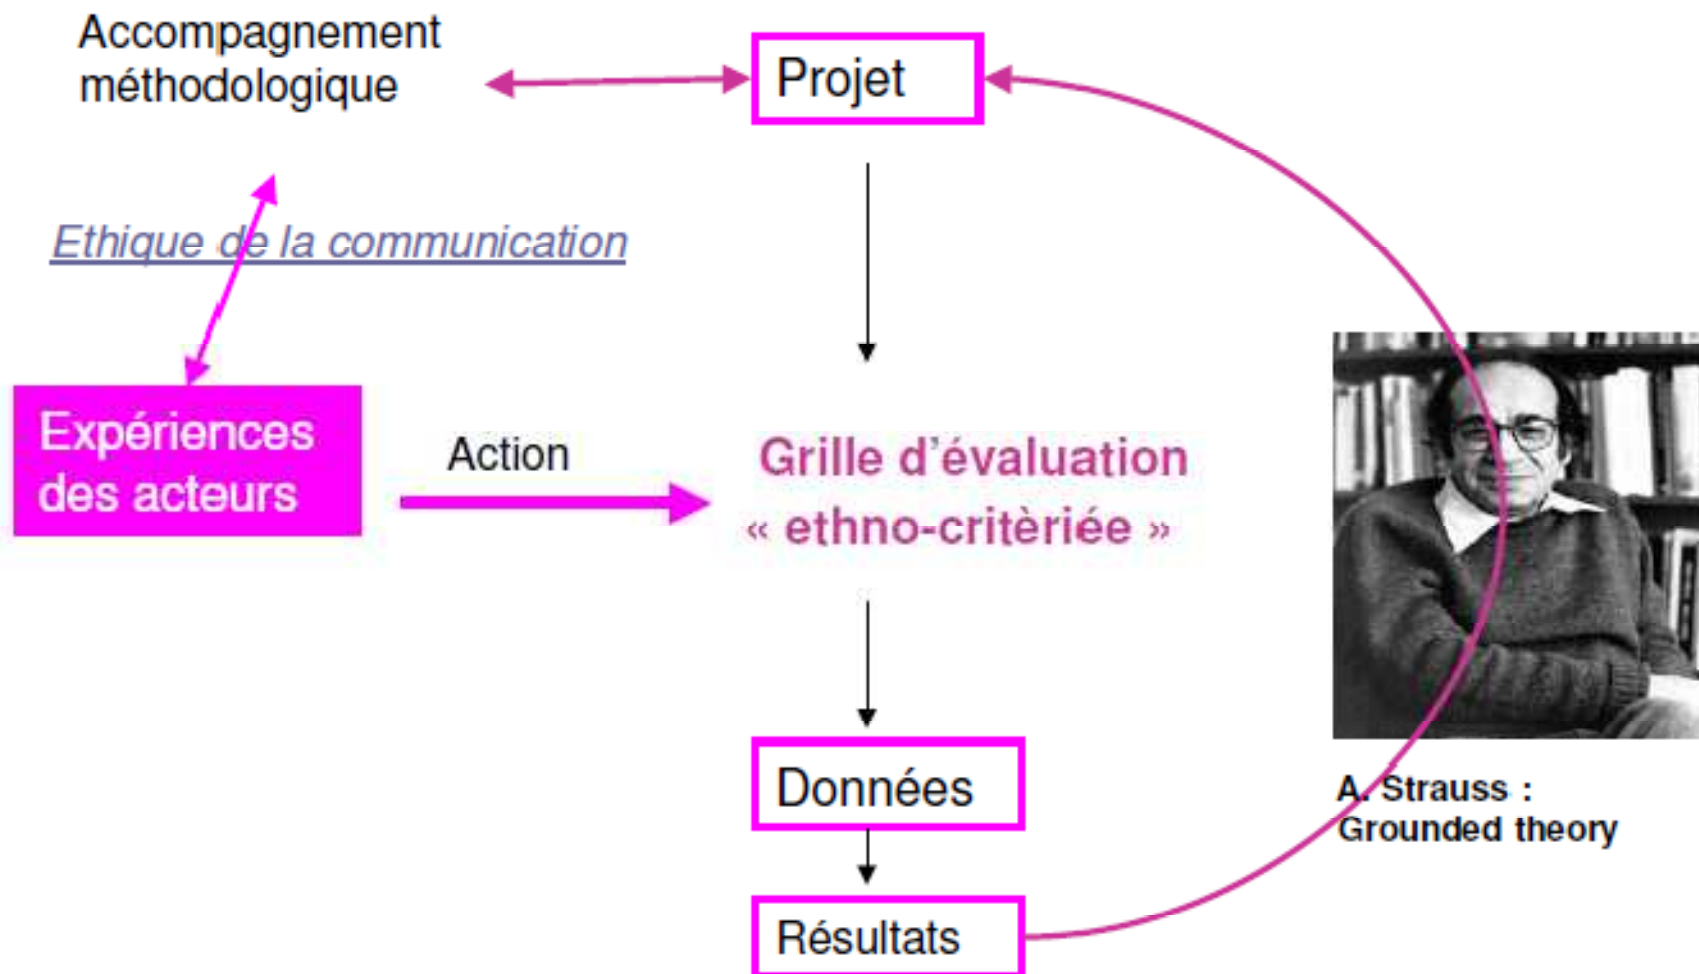 Accompagnement
méthodologique
Projet
Ethique de la communication
Expériences
des acteurs
Action
Grille d'évaluation
« ethno-critèriée »
Données
A. Strauss :
Grounded theory
Résultats